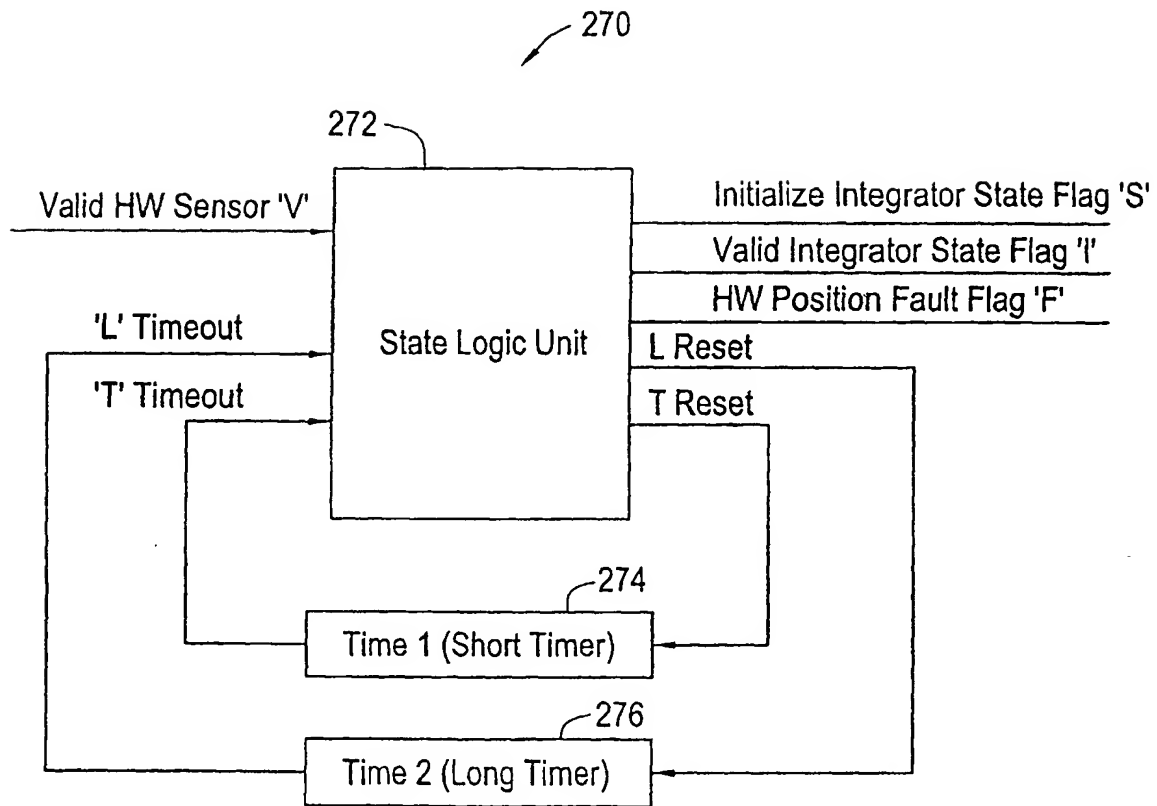 270
272
Valid HW Sensor 'V'
Initialize Integrator State Flag 'S'
Valid Integrator State Flag 'I'
HW Position Fault Flag 'F'
'L' Timeout
State Logic Unit
L Reset
'T' Timeout
T Reset
274
Time 1 (Short Timer)
276
Time 2 (Long Timer)